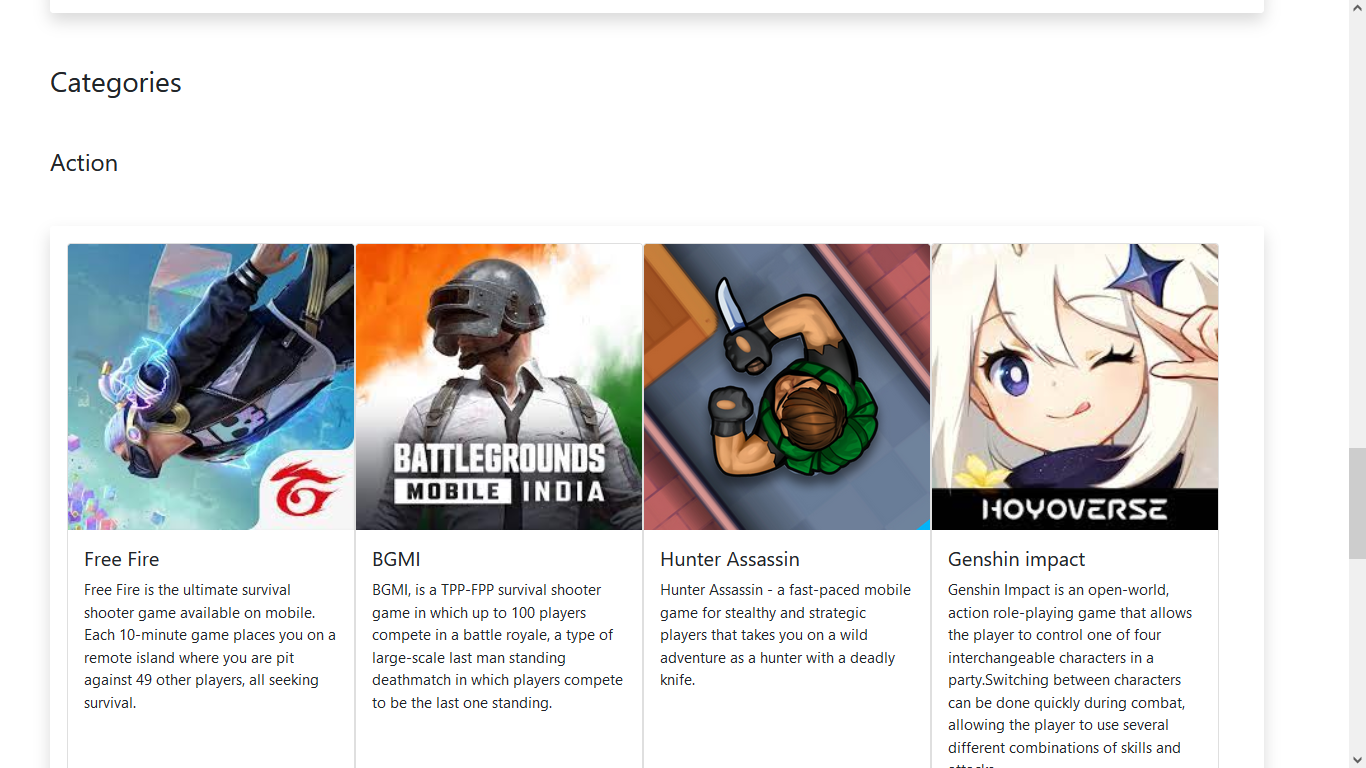 Categories
Action
BATTLEGROUNDS
MOBILE INDIA
HOYOVERSE
Free Fire
Free Fire is the ultimate survival
shooter game available on mobile.
Each 10-minute game places you on a
remote island where you are pit
against 49 other players, all seeking
survival.
BGMI
BGMI, is a TPP-FPP survival shooter
game in which up to 100 players
compete in a battle royale, a type of
large-scale last man standing
deathmatch in which players compete
to be the last one standing.
Hunter Assassin
Hunter Assassin - a fast-paced mobile
game for stealthy and strategic
players that takes you on a wild
adventure as a hunter with a deadly
knife.
Genshin impact
Genshin Impact is an open-world,
action role-playing game that allows
the player to control one of four
interchangeable characters in a
party.Switching between characters
can be done quickly during combat,
allowing the player to use several
different combinations of skills and